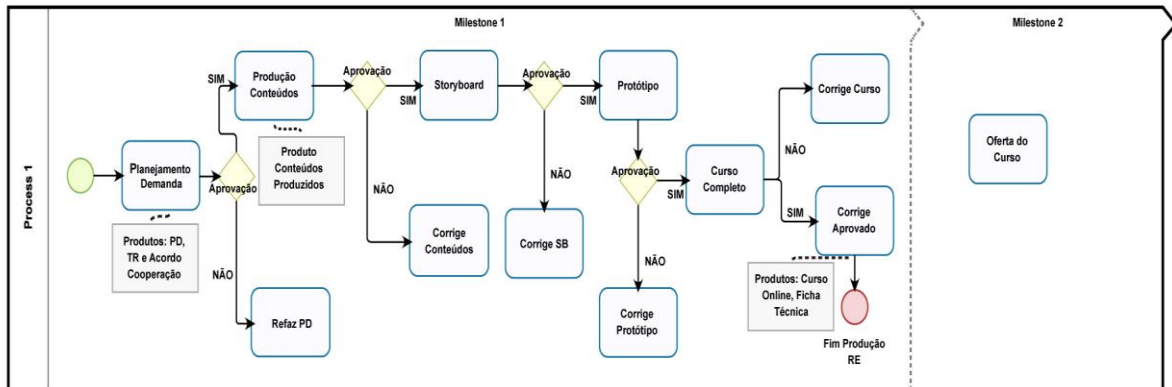 Milestone 1
Milestone 2
Process 1
Planejamento
Demanda
Produtos: PD,
TR e Acordo
Cooperação
Aprovação
SIM
NÃO
Refaz PD
Produção
Conteúdos
Produto
Conteúdos
Produzidos
Aprovação
SIM
NÃO
Corrige
Conteúdos
Storyboard
Aprovação
SIM
NÃO
Corrige SB
Protótipo
Aprovação
SIM
NÃO
Corrige
Protótipo
Curso
Completo
NÃO
Corrige Curso
SIM
Corrige
Aprovado
Produtos: Curso
Online, Ficha
Técnica
Fim Produção
RE
Oferta do
Curso